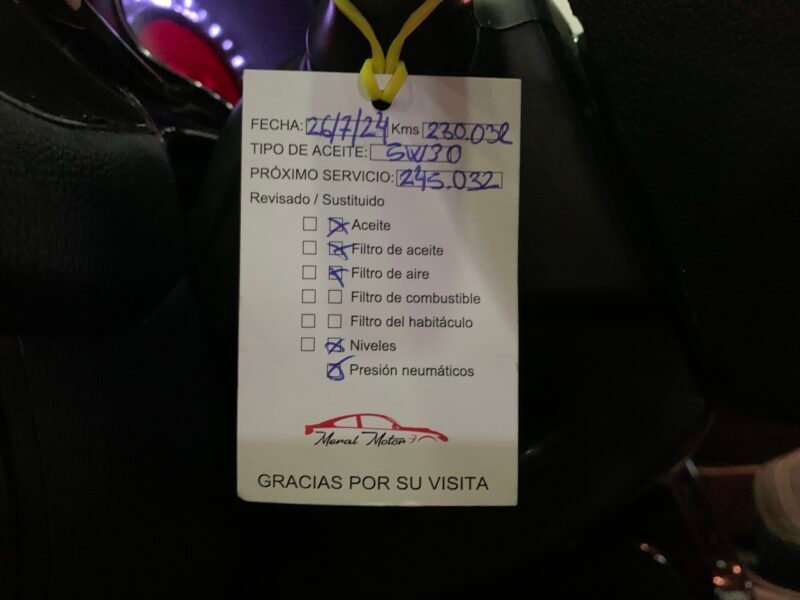 FECHA: 26/7/24 Kms 230.032
TIPO DE ACEITE: 5W30
PRÓXIMO SERVICIO: 245.032
Revisado / Sustituido
Aceite
Filtro de aceite
Filtro de aire
Filtro de combustible
Filtro del habitáculo
Niveles
Presión neumáticos
Meral Motor
GRACIAS POR SU VISITA